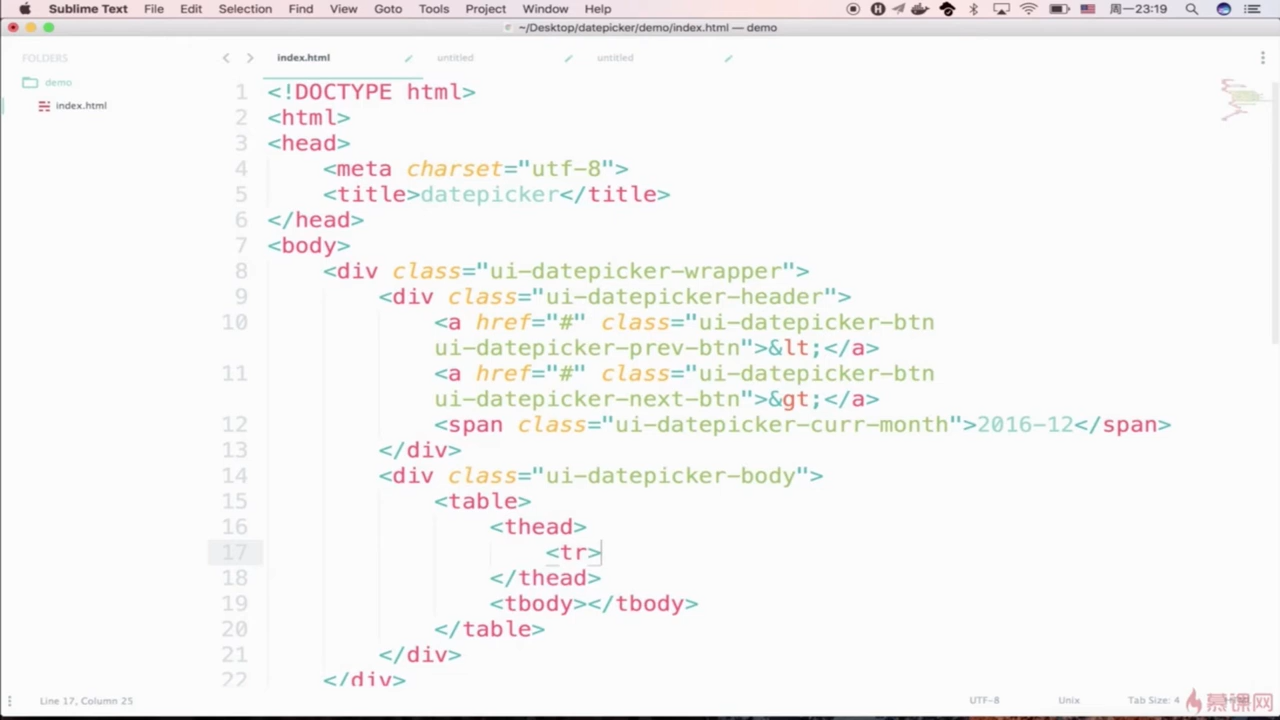 Sublime Text File Edit Selection Find View Goto Tools Project Window Help 周一23:19
~/Desktop/datepicker/demo/index.html — demo
FOLDERS
demo
index.html
index.html untitled untitled
1 <!DOCTYPE html>
2 <html>
3 <head>
4 <meta charset="utf-8">
5 <title>datepicker</title>
6 </head>
7 <body>
8 <div class="ui-datepicker-wrapper">
9 <div class="ui-datepicker-header">
10 <a href="#" class="ui-datepicker-btn
ui-datepicker-prev-btn">&lt;</a>
11 <a href="#" class="ui-datepicker-btn
ui-datepicker-next-btn">&gt;</a>
12 <span class="ui-datepicker-curr-month">2016-12</span>
13 </div>
14 <div class="ui-datepicker-body">
15 <table>
16 <thead>
17 <tr>
18 </thead>
19 <tbody></tbody>
20 </table>
21 </div>
22 </div>
Line 17, Column 25 UTF-8 Unix Tab Size: 4
慕课网